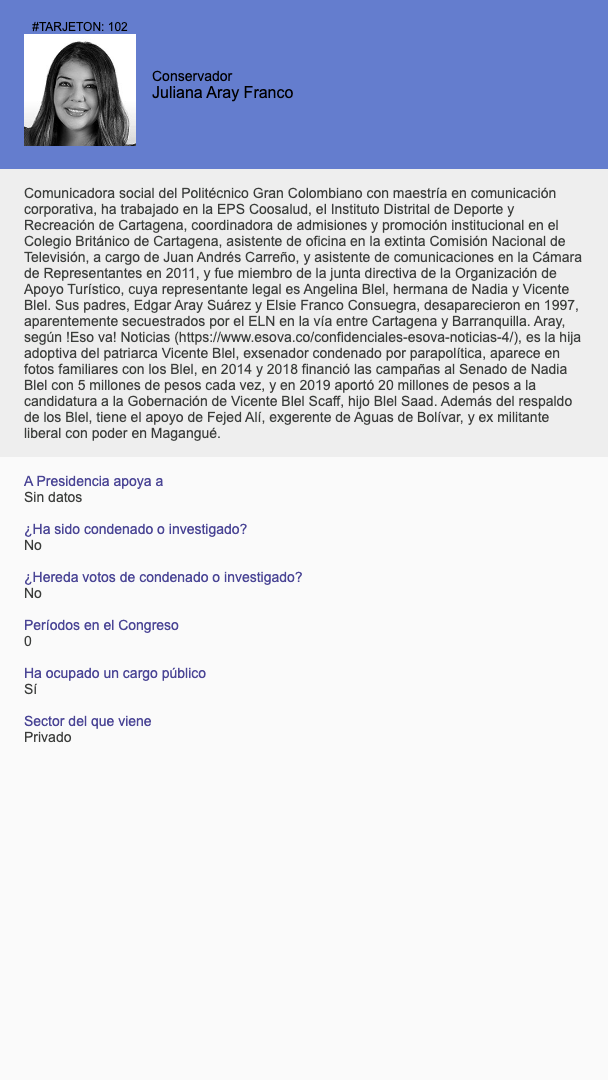 #TARJETON: 102
Conservador
Juliana Aray Franco
Comunicadora social del Politécnico Gran Colombiano con maestría en comunicación
corporativa, ha trabajado en la EPS Coosalud, el Instituto Distrital de Deporte y
Recreación de Cartagena, coordinadora de admisiones y promoción institucional en el
Colegio Británico de Cartagena, asistente de oficina en la extinta Comisión Nacional de
Televisión, a cargo de Juan Andrés Carreño, y asistente de comunicaciones en la Cámara
de Representantes en 2011, y fue miembro de la junta directiva de la Organización de
Apoyo Turístico, cuya representante legal es Angelina Blel, hermana de Nadia y Vicente
Blel. Sus padres, Edgar Aray Suárez y Elsie Franco Consuegra, desaparecieron en 1997,
aparentemente secuestrados por el ELN en la vía entre Cartagena y Barranquilla. Aray,
según !Eso va! Noticias (https://www.esova.co/confidenciales-esova-noticias-4/), es la hija
adoptiva del patriarca Vicente Blel, exsenador condenado por parapolítica, aparece en
fotos familiares con los Blel, en 2014 y 2018 financió las campañas al Senado de Nadia
Blel con 5 millones de pesos cada vez, y en 2019 aportó 20 millones de pesos a la
candidatura a la Gobernación de Vicente Blel Scaff, hijo Blel Saad. Además del respaldo
de los Blel, tiene el apoyo de Fejed Alí, exgerente de Aguas de Bolívar, y ex militante
liberal con poder en Magangué.
A Presidencia apoya a
Sin datos
¿Ha sido condenado o investigado?
No
¿Hereda votos de condenado o investigado?
No
Períodos en el Congreso
0
Ha ocupado un cargo público
Sí
Sector del que viene
Privado